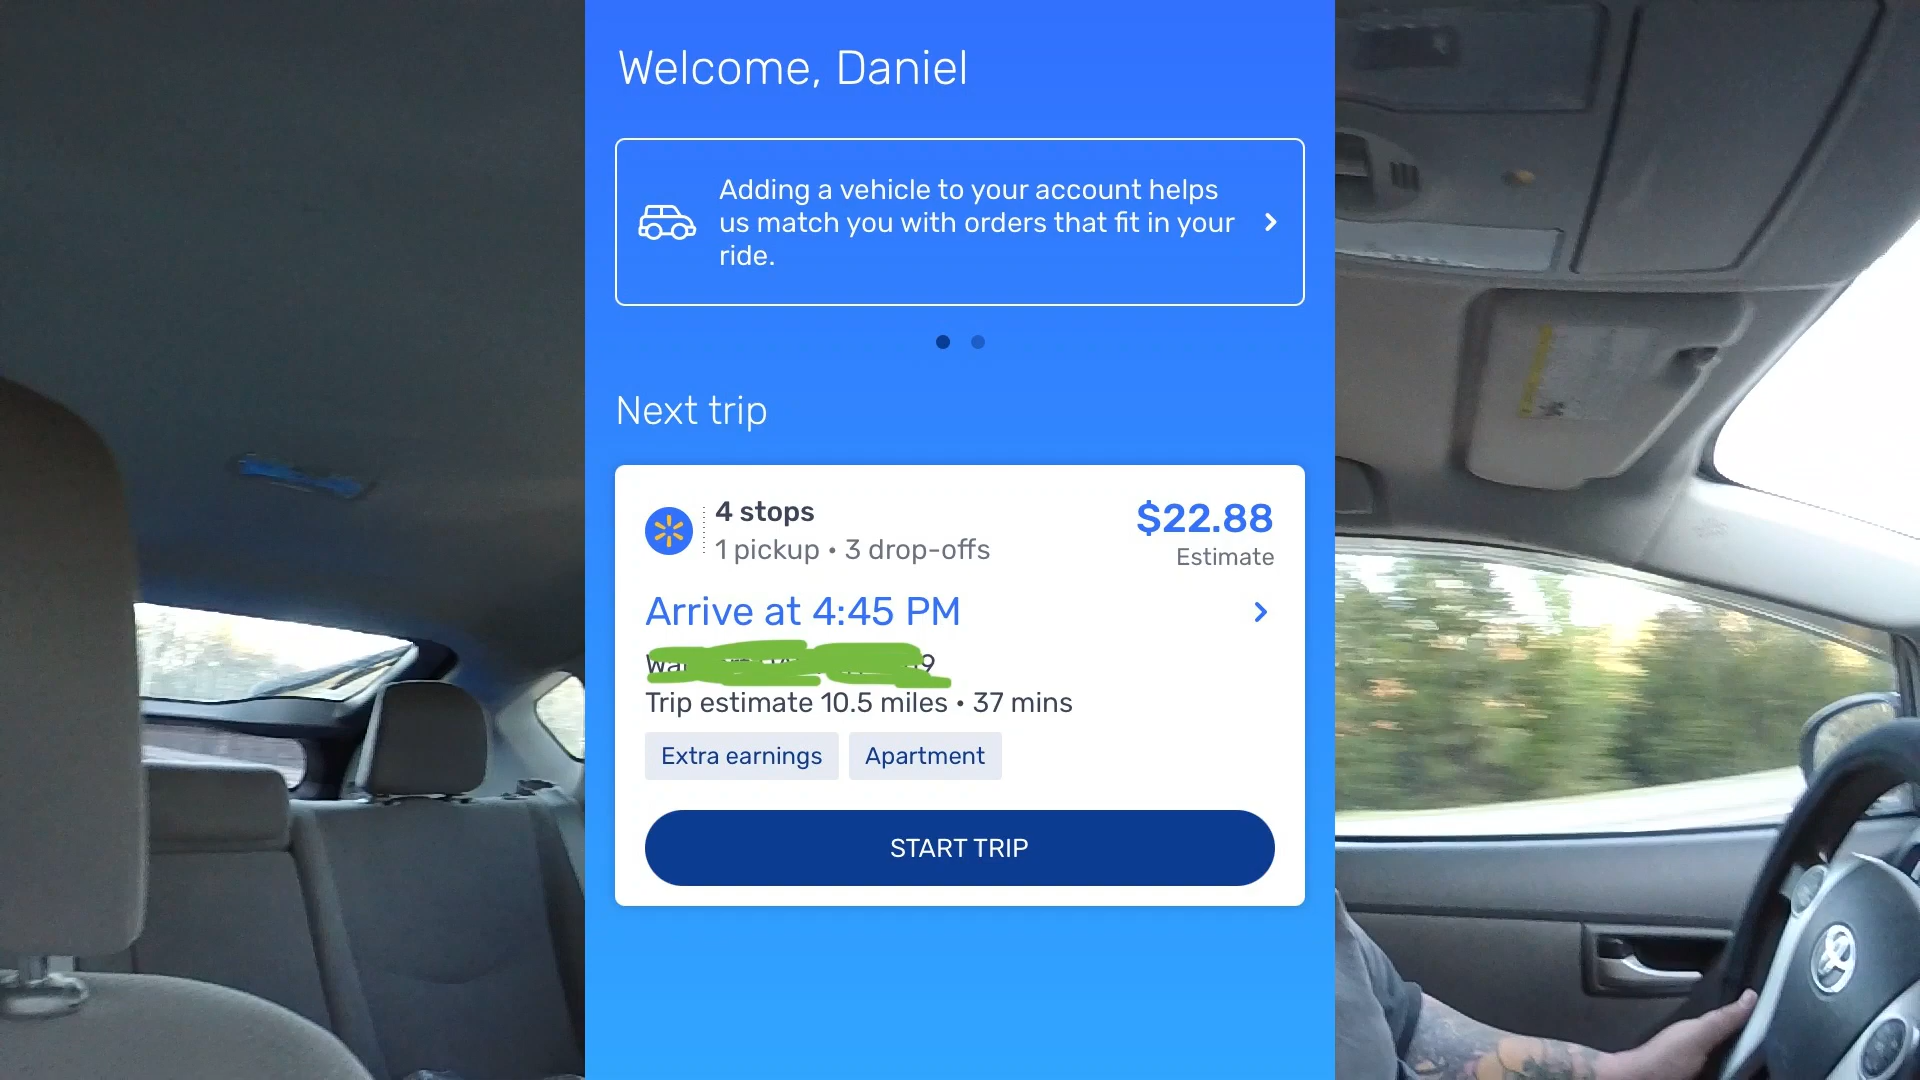 Welcome, Daniel
Adding a vehicle to your account helps
us match you with orders that fit in your
ride.
Next trip
4 stops
$22.88
1 pickup • 3 drop-offs
Estimate
Arrive at 4:45 PM
Trip estimate 10.5 miles • 37 mins
Extra earnings
Apartment
START TRIP